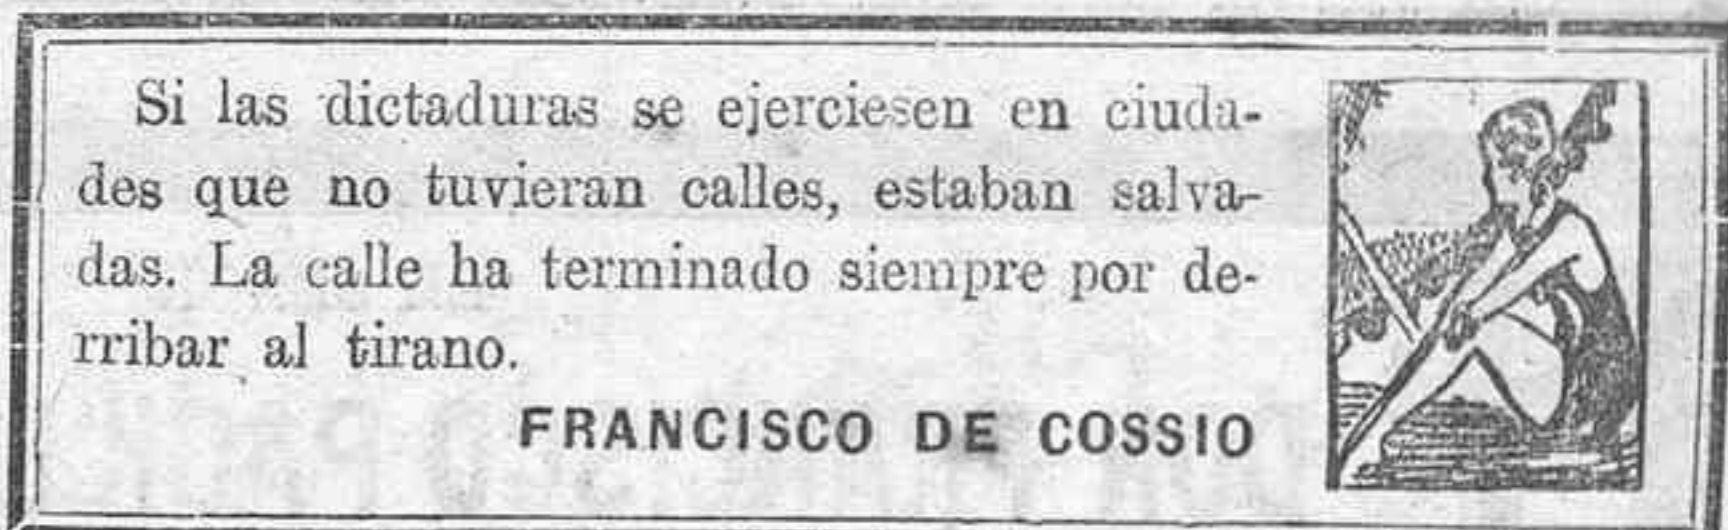 Si las dictaduras se ejerciesen en ciuda-
des que no tuvieran calles, estaban salva-
das. La calle ha terminado siempre por de-
rribar al tirano.
FRANCISCO DE COSSIO